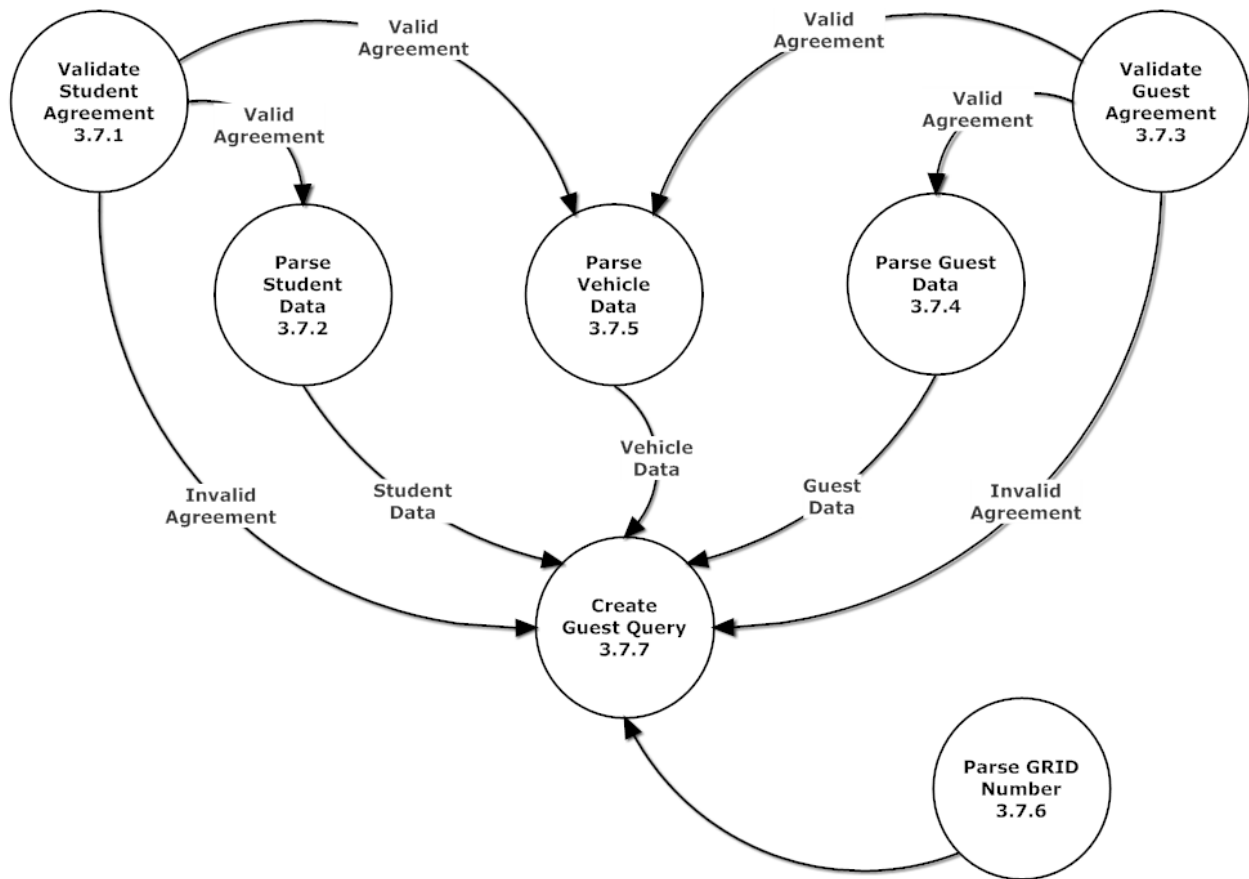 Validate
Student
Agreement
3.7.1
Valid
Agreement
Valid
Agreement
Valid
Agreement
Valid
Agreement
Validate
Guest
Agreement
3.7.3
Parse
Student
Data
3.7.2
Parse
Vehicle
Data
3.7.5
Parse Guest
Data
3.7.4
Invalid
Agreement
Student
Data
Vehicle
Data
Guest
Data
Invalid
Agreement
Create
Guest Query
3.7.7
Parse GRID
Number
3.7.6